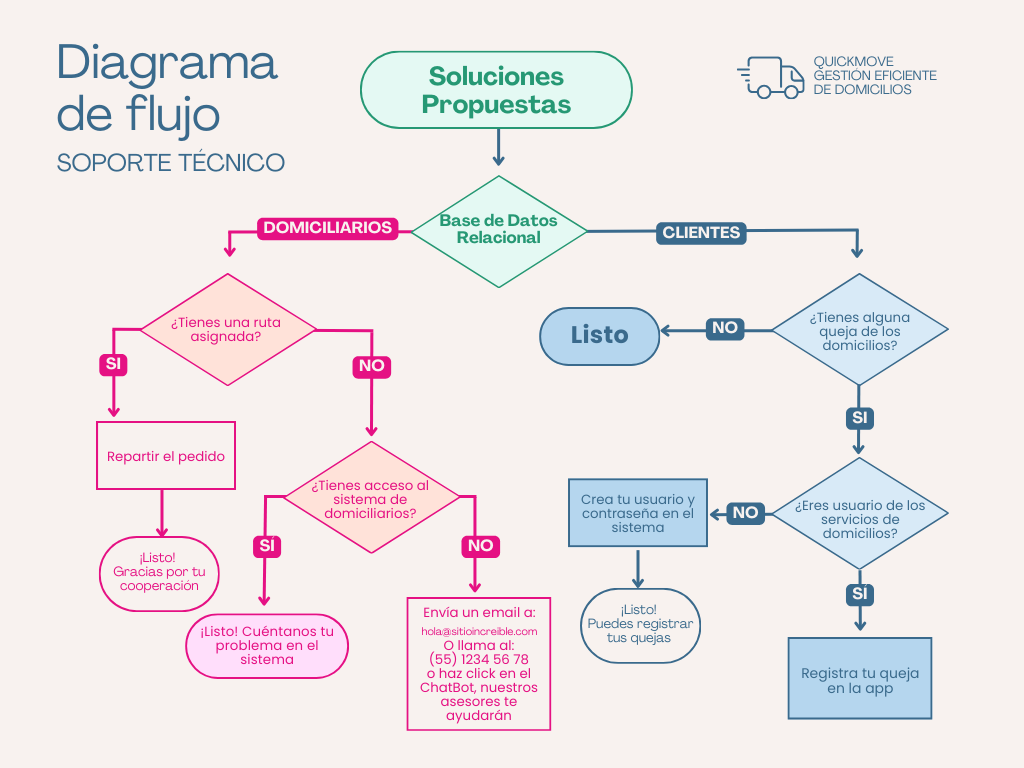 Diagrama
de flujo
SOPORTE TÉCNICO
Soluciones
Propuestas
QUICKMOVE
GESTIÓN EFICIENTE
DE DOMICILIOS
Base de Datos
Relacional
DOMICILIARIOS
CLIENTES
¿Tienes una ruta
asignada?
SI
NO
Repartir el pedido
¡Listo!
Gracias por tu
cooperación
¿Tienes acceso al
sistema de
domiciliarios?
SÍ
NO
¡Listo! Cuéntanos tu
problema en el
sistema
Envía un email a:
hola@sitioincreible.com
O llama al:
(55) 1234 56 78
o haz click en el
ChatBot, nuestros
asesores te
ayudarán
¿Tienes alguna
queja de los
domicilios?
NO
Listo
SI
¿Eres usuario de los
servicios de
domicilios?
NO
Crea tu usuario y
contraseña en el
sistema
¡Listo!
Puedes registrar
tus quejas
SÍ
Registra tu queja
en la app